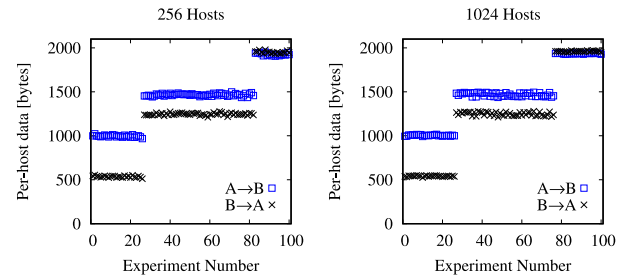 256 Hosts
Per-host data [bytes]
2000
1500
1000
500
0
A→B
B→A
0 20 40 60 80 100
Experiment Number
1024 Hosts
Per-host data [bytes]
2000
1500
1000
500
0
A→B
B→A
0 20 40 60 80 100
Experiment Number